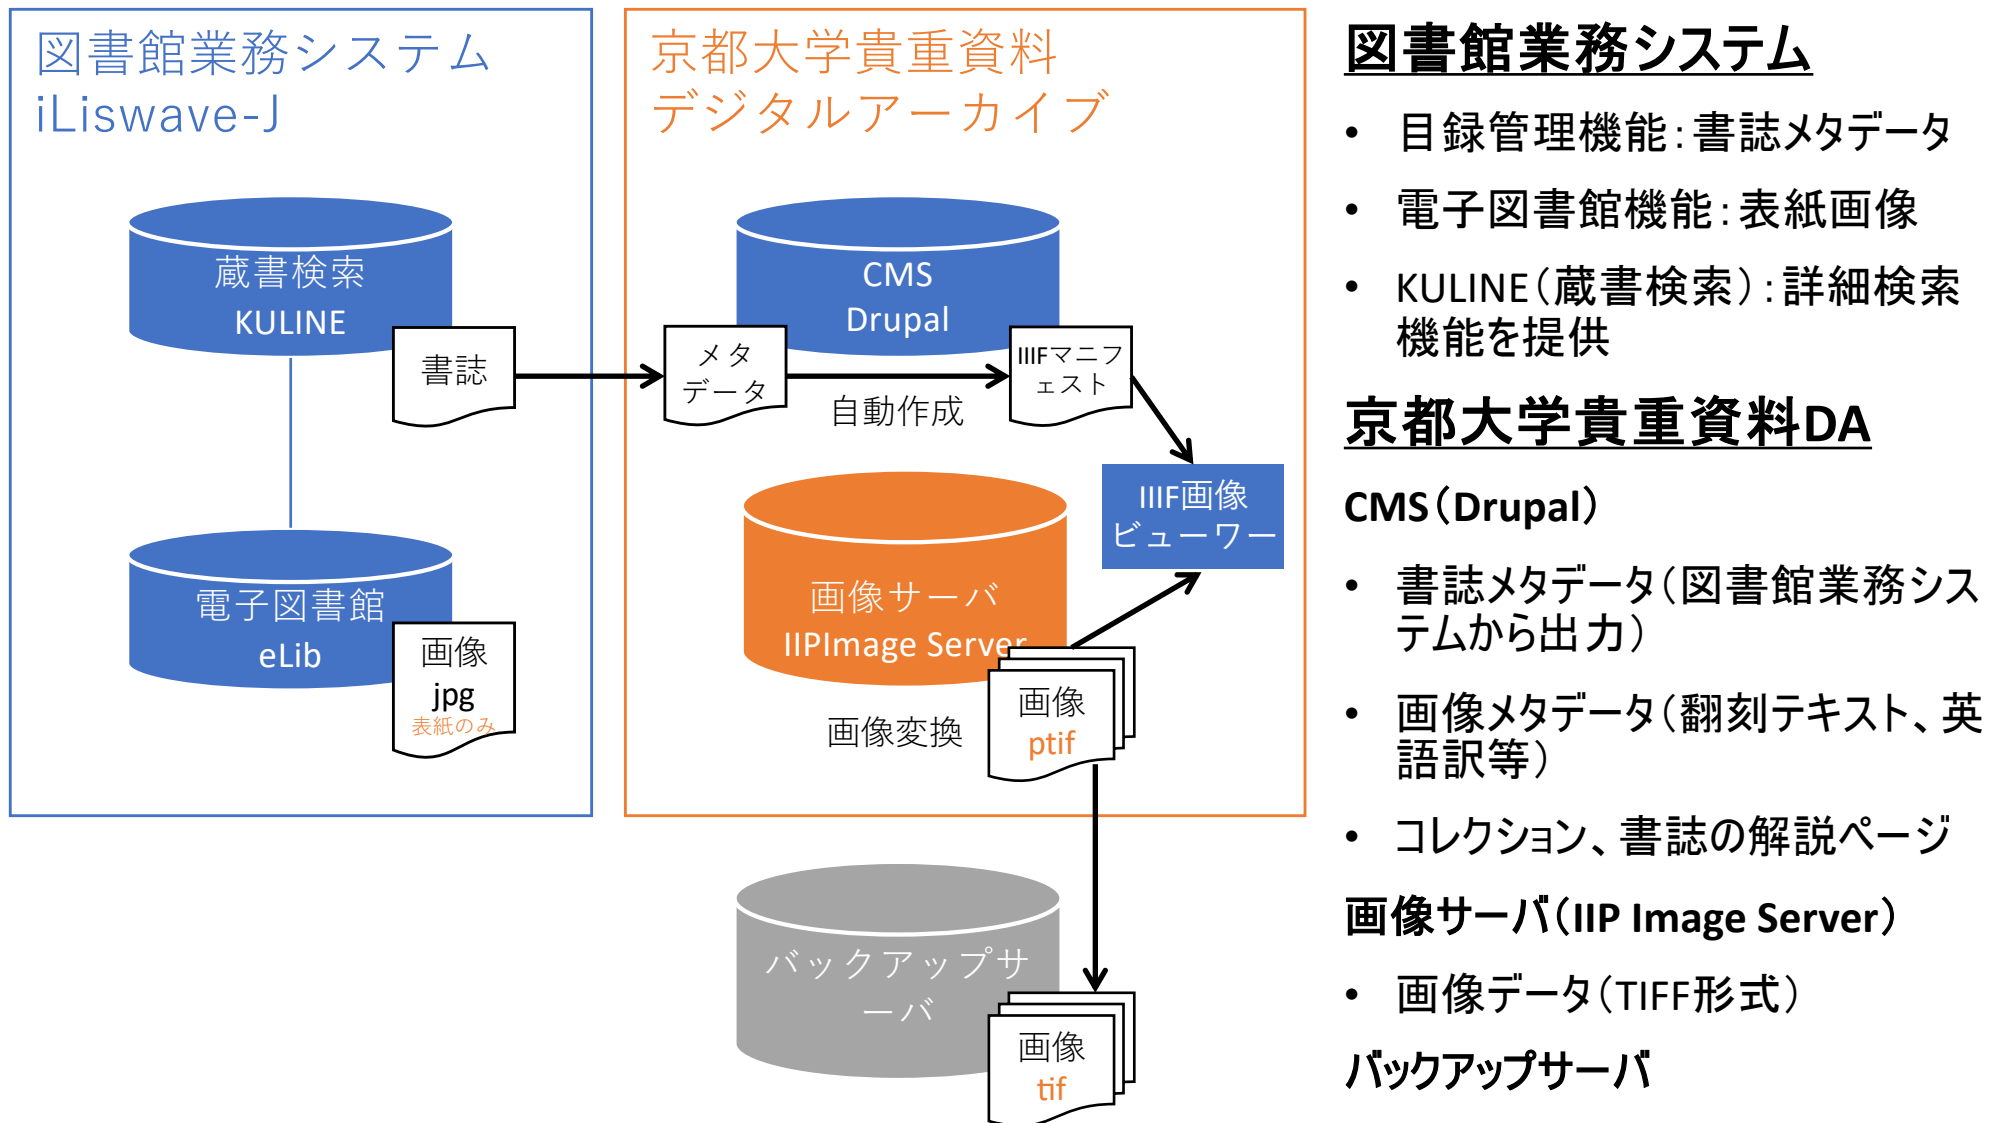 図書館業務システム
iLiswave-J
蔵書検索
KULINE
書誌
電子図書館
eLib
画像
jpg
表紙のみ
京都大学貴重資料
デジタルアーカイブ
CMS
Drupal
メタ
データ
自動作成
IIIFマニフ
ェスト
IIIF画像
ビューワー
画像サーバ
IIPImage Server
画像変換
画像
ptif
バックアップサ
ーバ
画像
tif
図書館業務システム
• 目録管理機能:書誌メタデータ
• 電子図書館機能:表紙画像
• KULINE(蔵書検索):詳細検索
機能を提供
京都大学貴重資料DA
CMS(Drupal)
• 書誌メタデータ(図書館業務シス
テムから出力)
• 画像メタデータ(翻刻テキスト、英
語訳等)
• コレクション、書誌の解説ページ
画像サーバ(IIP Image Server)
• 画像データ(TIFF形式)
バックアップサーバ